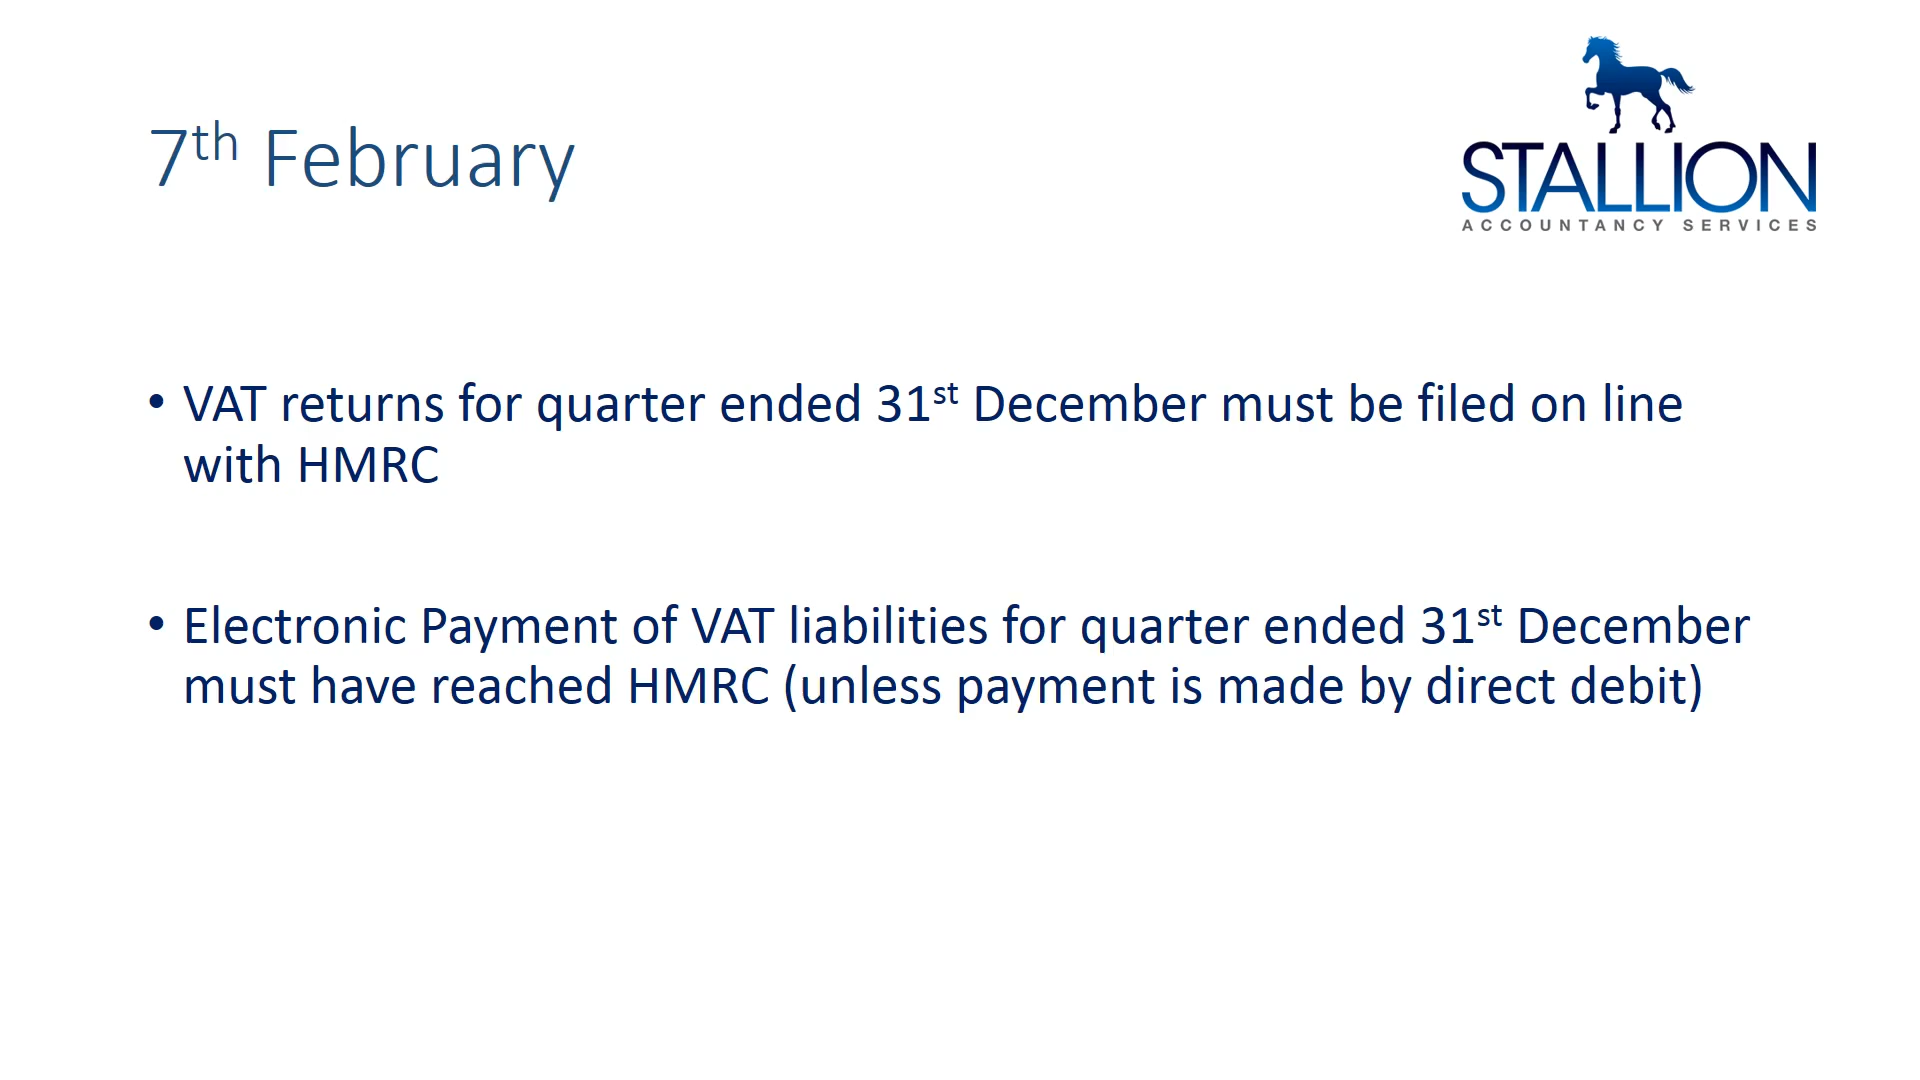 7th February
STALLION
ACCOUNTANCY SERVICES
• VAT returns for quarter ended 31st December must be filed on line
with HMRC
• Electronic Payment of VAT liabilities for quarter ended 31st December
must have reached HMRC (unless payment is made by direct debit)